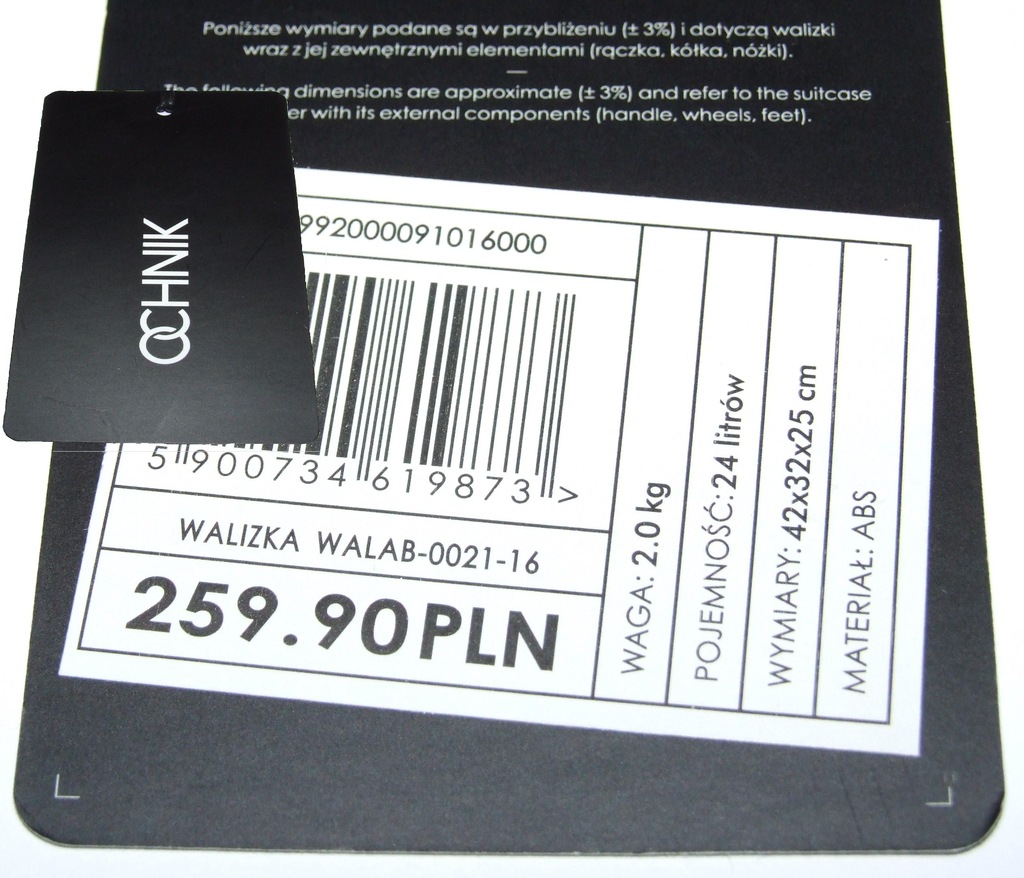 Poniższe wymiary podane są w przybliżeniu (± 3%) i dotyczą walizki
wraz z jej zewnętrznymi elementami (rączka, kółka, nóżki).
—
The following dimensions are approximate (± 3%) and refer to the suitcase
with its external components (handle, wheels, feet).
OCHNIK
992000091016000
5 900734 619873 >
WALIZKA WALAB-0021-16
259.90PLN
WAGA: 2.0 kg
POJEMNOŚĆ: 24 litrów
WYMIARY: 42x32x25 cm
MATERIAŁ: ABS